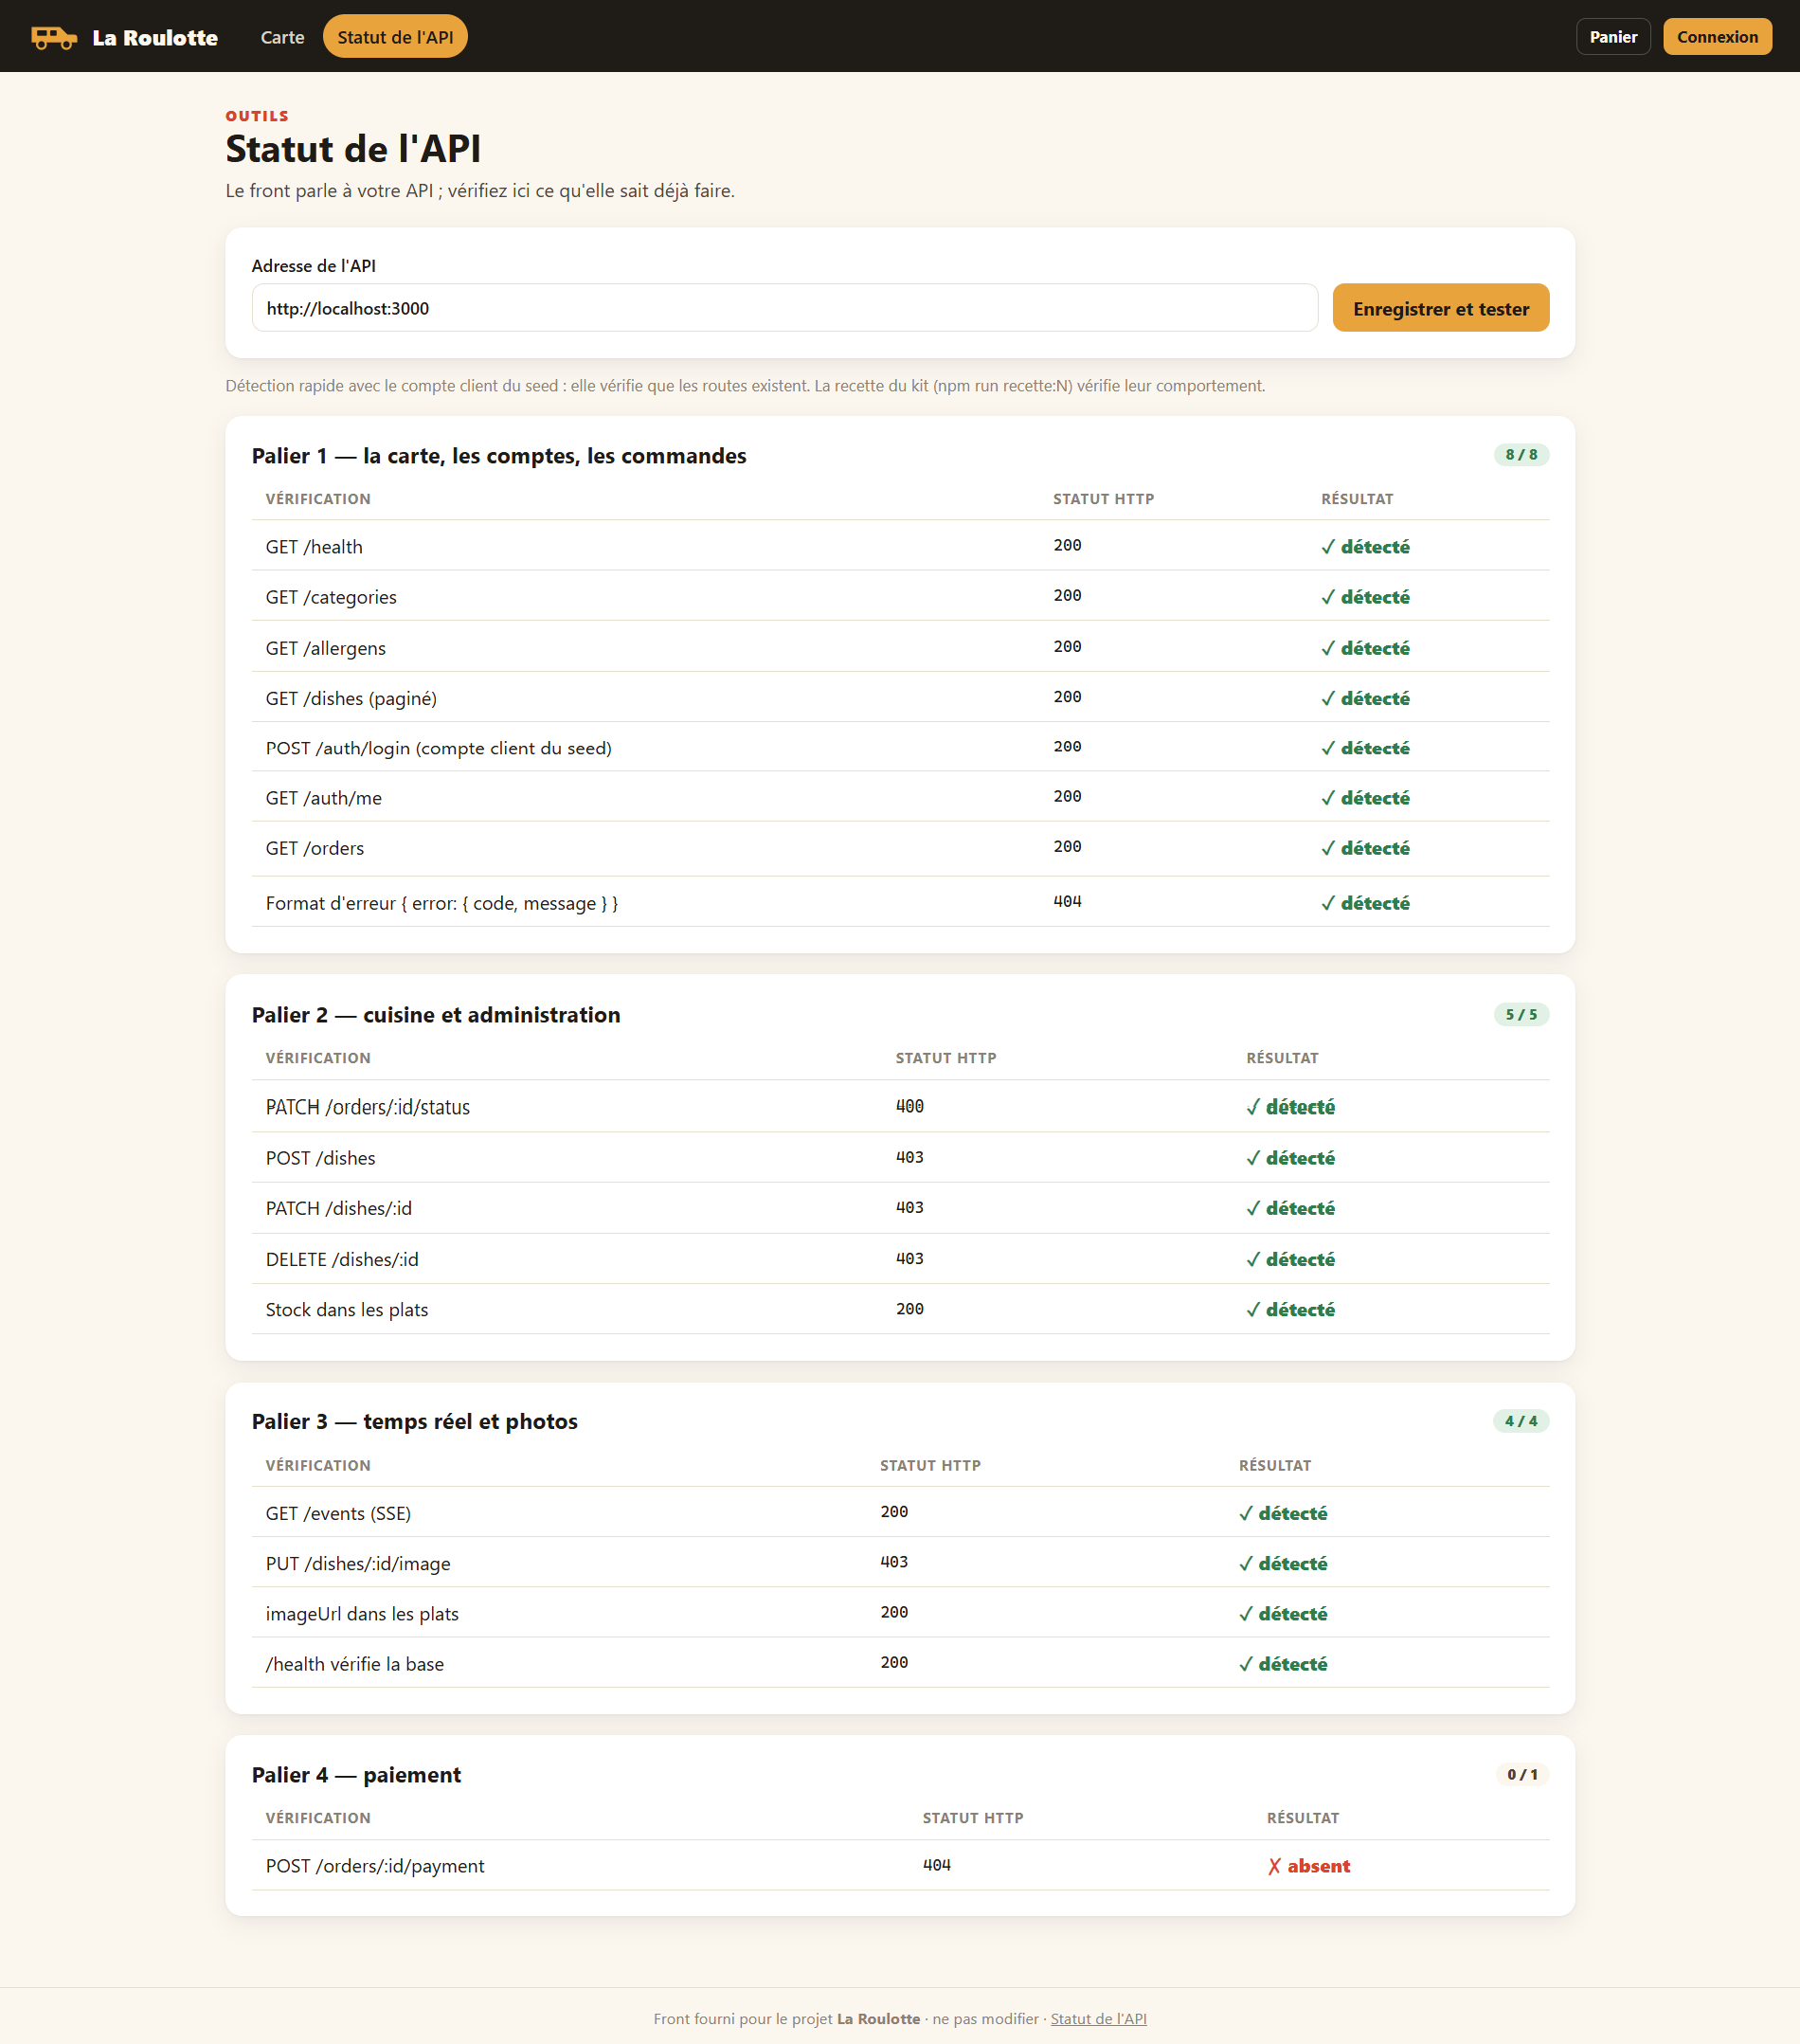 La Roulotte Carte Statut de l'API Panier Connexion
OUTILS
Statut de l'API
Le front parle à votre API ; vérifiez ici ce qu'elle sait déjà faire.
Adresse de l'API
http://localhost:3000 Enregistrer et tester
Détection rapide avec le compte client du seed : elle vérifie que les routes existent. La recette du kit (npm run recette:N) vérifie leur comportement.
Palier 1 — la carte, les comptes, les commandes 8 / 8
VÉRIFICATION STATUT HTTP RÉSULTAT
GET /health 200 ✓ détecté
GET /categories 200 ✓ détecté
GET /allergens 200 ✓ détecté
GET /dishes (paginé) 200 ✓ détecté
POST /auth/login (compte client du seed) 200 ✓ détecté
GET /auth/me 200 ✓ détecté
GET /orders 200 ✓ détecté
Format d'erreur { error: { code, message } } 404 ✓ détecté
Palier 2 — cuisine et administration 5 / 5
VÉRIFICATION STATUT HTTP RÉSULTAT
PATCH /orders/:id/status 400 ✓ détecté
POST /dishes 403 ✓ détecté
PATCH /dishes/:id 403 ✓ détecté
DELETE /dishes/:id 403 ✓ détecté
Stock dans les plats 200 ✓ détecté
Palier 3 — temps réel et photos 4 / 4
VÉRIFICATION STATUT HTTP RÉSULTAT
GET /events (SSE) 200 ✓ détecté
PUT /dishes/:id/image 403 ✓ détecté
imageUrl dans les plats 200 ✓ détecté
/health vérifie la base 200 ✓ détecté
Palier 4 — paiement 0 / 1
VÉRIFICATION STATUT HTTP RÉSULTAT
POST /orders/:id/payment 404 ✗ absent
Front fourni pour le projet La Roulotte · ne pas modifier · Statut de l'API